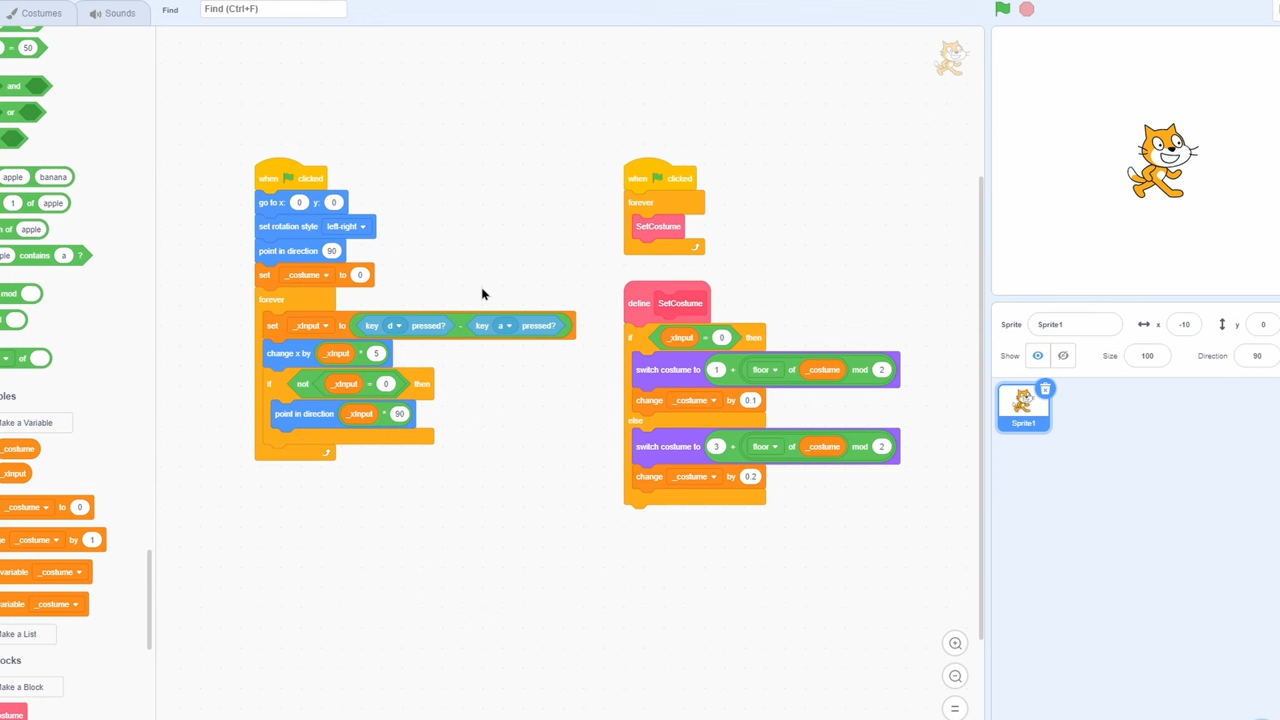 Costumes
Sounds
Find
Find (Ctrl+F)
= 50
and
or
apple banana
1 of apple
of apple
contains a ?
mod
of
Make a Variable
_costume
_xInput
_costume to 0
_costume by 1
variable _costume
variable _costume
Make a List
Make a Block
when clicked
go to x: 0 y: 0
set rotation style left-right
point in direction 90
set _costume to 0
forever
set _xInput to key d pressed? - key a pressed?
change x by _xInput * 5
if not _xInput = 0 then
point in direction _xInput * 90
when clicked
forever
SetCostume
define SetCostume
if _xInput = 0 then
switch costume to 1 + floor of _costume mod 2
change _costume by 0.1
else
switch costume to 3 + floor of _costume mod 2
change _costume by 0.2
Sprite Sprite1 x -10 y 0
Show Size 100 Direction 90
Sprite1